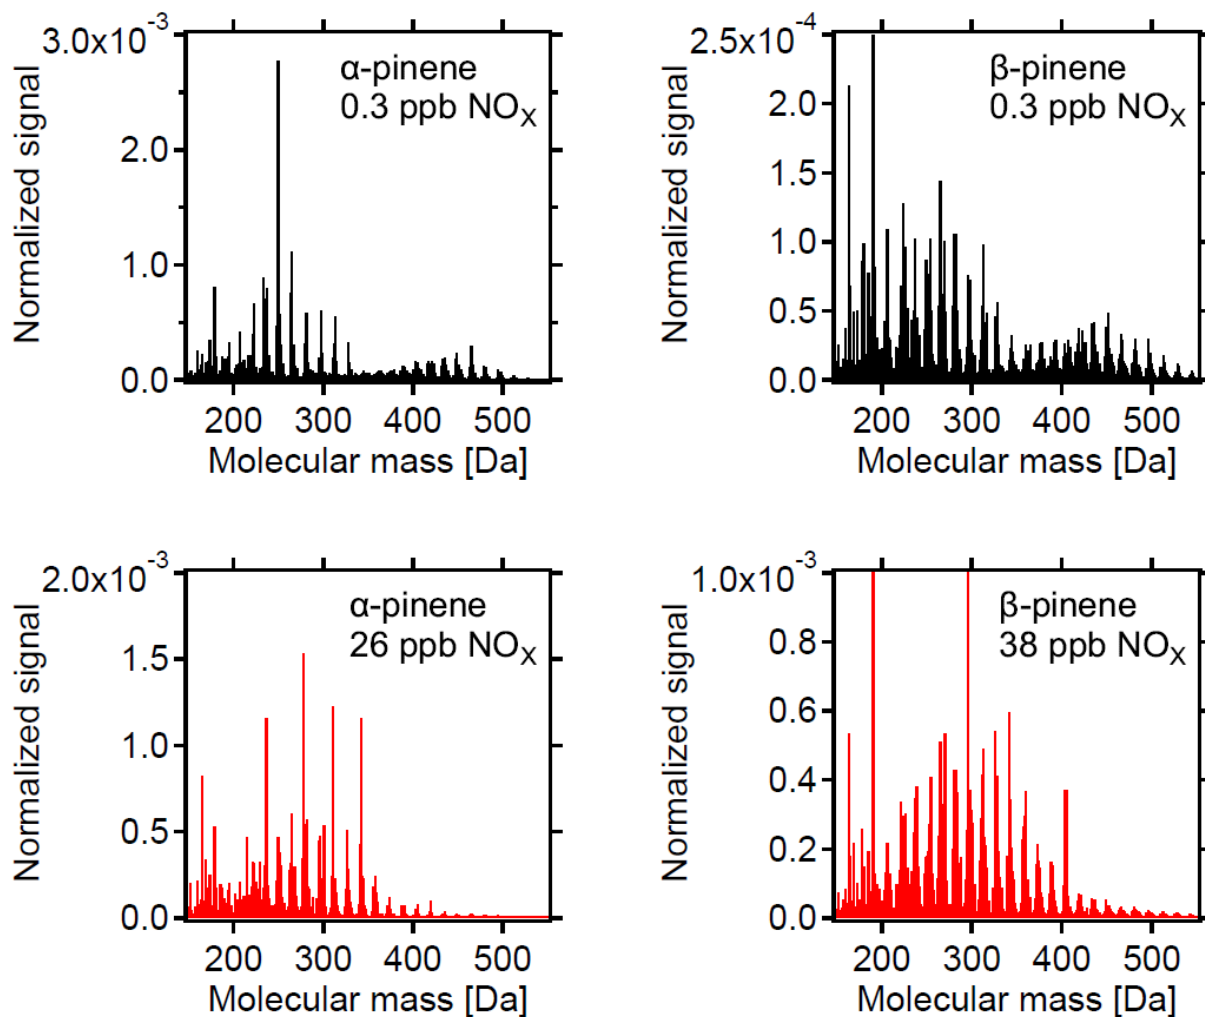 3.0x10⁻³
2.0
1.0
0.0
Normalized signal
α-pinene
0.3 ppb NOX
200 300 400 500
Molecular mass [Da]
2.5x10⁻⁴
2.0
1.5
1.0
0.5
0.0
Normalized signal
β-pinene
0.3 ppb NOX
200 300 400 500
Molecular mass [Da]
2.0x10⁻³
1.5
1.0
0.5
0.0
Normalized signal
α-pinene
26 ppb NOX
200 300 400 500
Molecular mass [Da]
1.0x10⁻³
0.8
0.6
0.4
0.2
0.0
Normalized signal
β-pinene
38 ppb NOX
200 300 400 500
Molecular mass [Da]